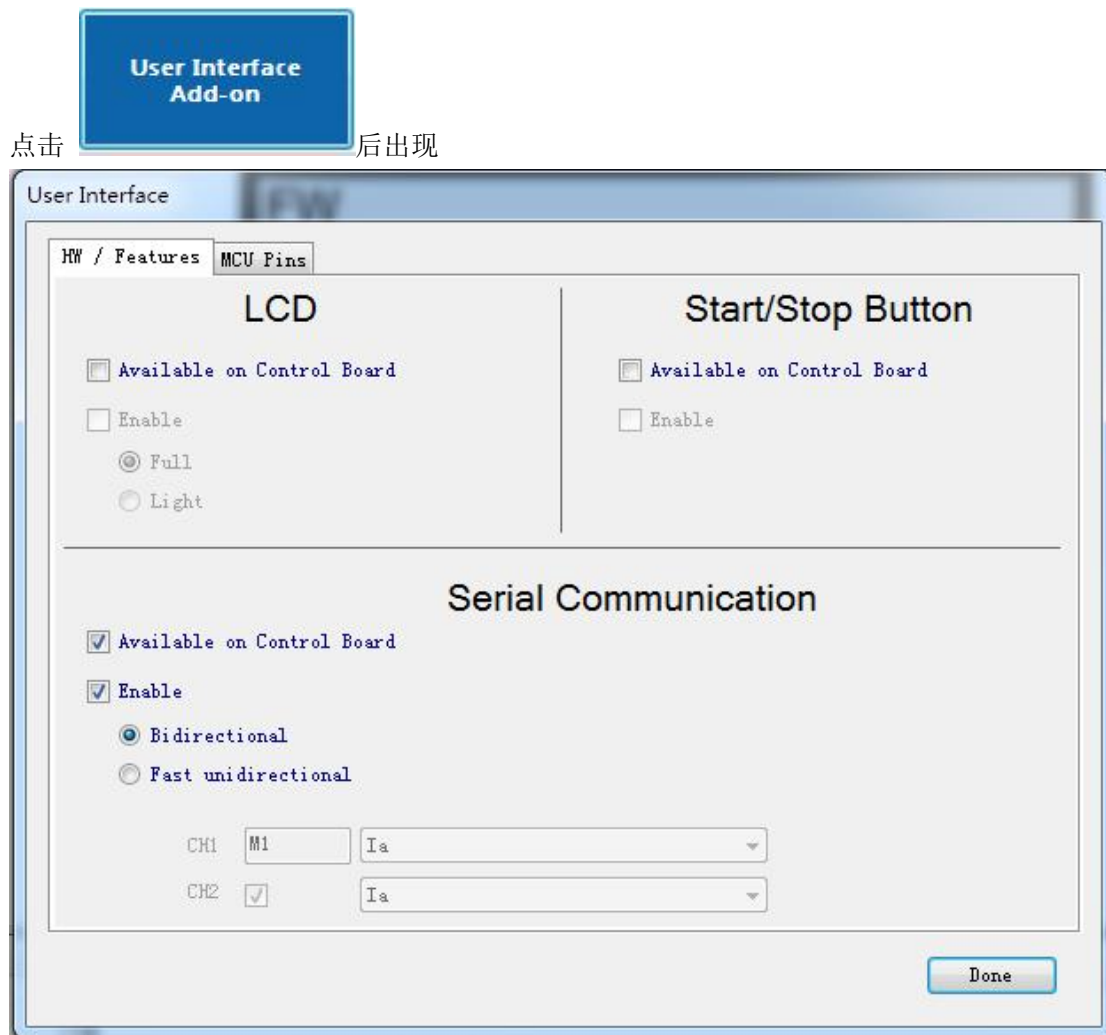 User Interface
Add-on
点击
后出现
User Interface
FW
HW / Features
MCU Pins
LCD
Start/Stop Button
Available on Control Board
Available on Control Board
Enable
Enable
Full
Light
Serial Communication
Available on Control Board
Enable
Bidirectional
Fast unidirectional
CH1 M1 Ia
CH2 Ia
Done